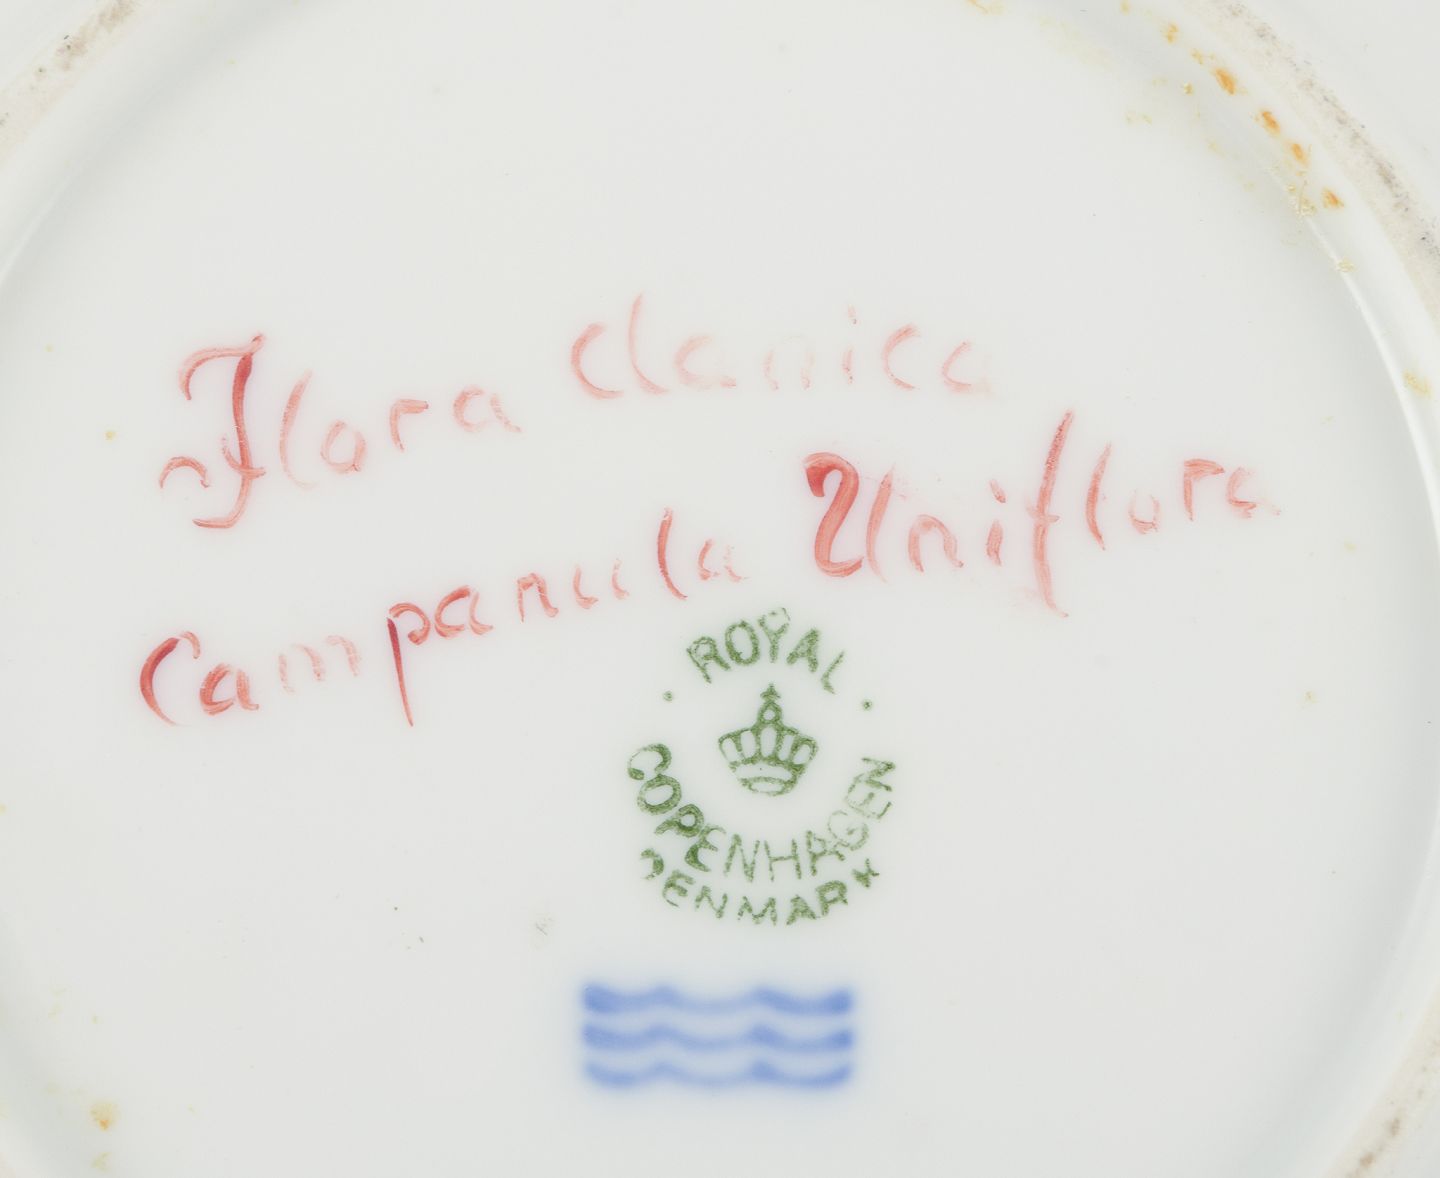 Flora danica
Campanula Uniflora
ROYAL
COPENHAGEN
DENMARK